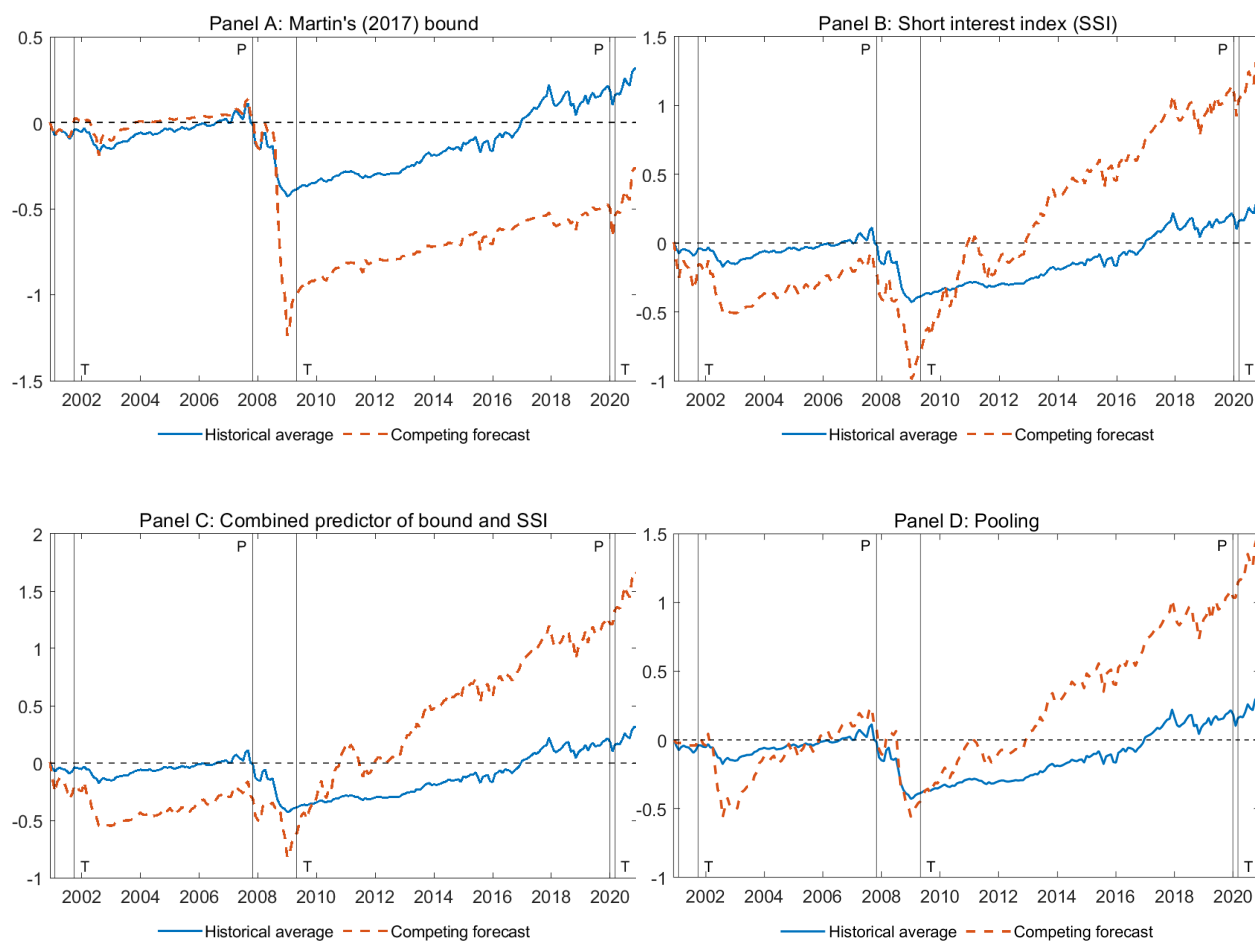 Panel A: Martin's (2017) bound
0.5
0
-0.5
-1
-1.5
P
P
T
T
T
2002 2004 2006 2008 2010 2012 2014 2016 2018 2020
Historical average Competing forecast
Panel B: Short interest index (SSI)
1.5
1
0.5
0
-0.5
-1
P
P
T
T
T
2002 2004 2006 2008 2010 2012 2014 2016 2018 2020
Historical average Competing forecast
Panel C: Combined predictor of bound and SSI
2
1.5
1
0.5
0
-0.5
-1
P
P
T
T
T
2002 2004 2006 2008 2010 2012 2014 2016 2018 2020
Historical average Competing forecast
Panel D: Pooling
1.5
1
0.5
0
-0.5
-1
P
P
T
T
T
2002 2004 2006 2008 2010 2012 2014 2016 2018 2020
Historical average Competing forecast